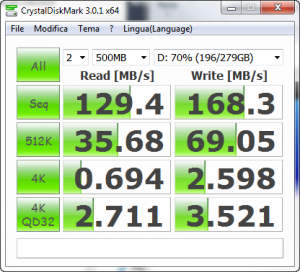 CrystalDiskMark 3.0.1 x64
File Modifica Tema ? Lingua(Language)
All 2 500MB D: 70% (196/279GB)
Read [MB/s] Write [MB/s]
Seq 129.4 168.3
512K 35.68 69.05
4K 0.694 2.598
4K QD32 2.711 3.521